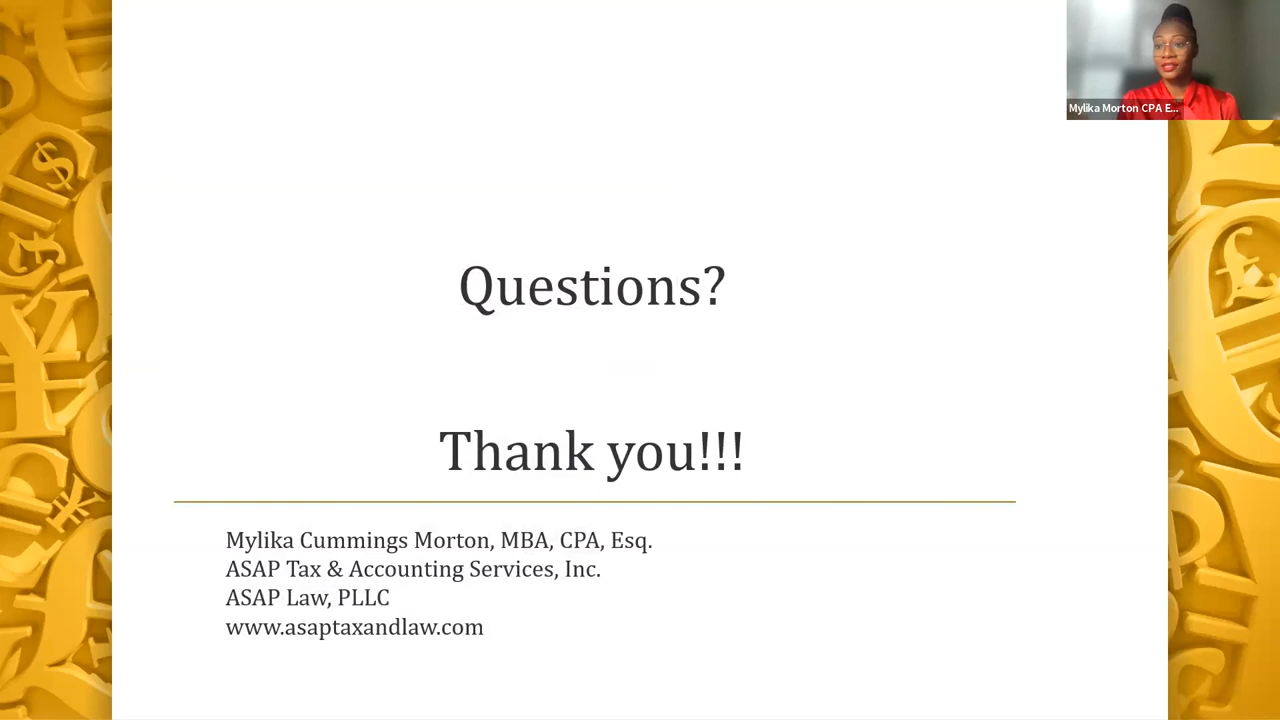 Mylika Morton CPA E...
Questions?
Thank you!!!
Mylika Cummings Morton, MBA, CPA, Esq.
ASAP Tax & Accounting Services, Inc.
ASAP Law, PLLC
www.asaptaxandlaw.com